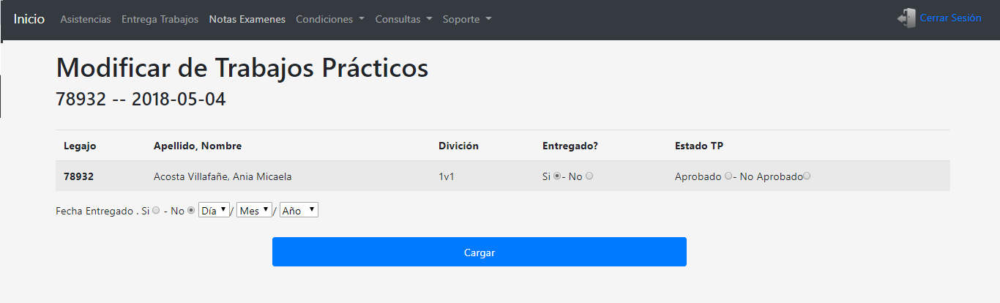 Inicio Asistencias Entrega Trabajos Notas Examenes Condiciones Consultas Soporte Cerrar Sesión
Modificar de Trabajos Prácticos
78932 -- 2018-05-04
Legajo Apellido, Nombre Divición Entregado? Estado TP
78932 Acosta Villafañe, Ania Micaela 1v1 Si - No Aprobado - No Aprobado
Fecha Entregado . Si - No Día / Mes / Año
Cargar